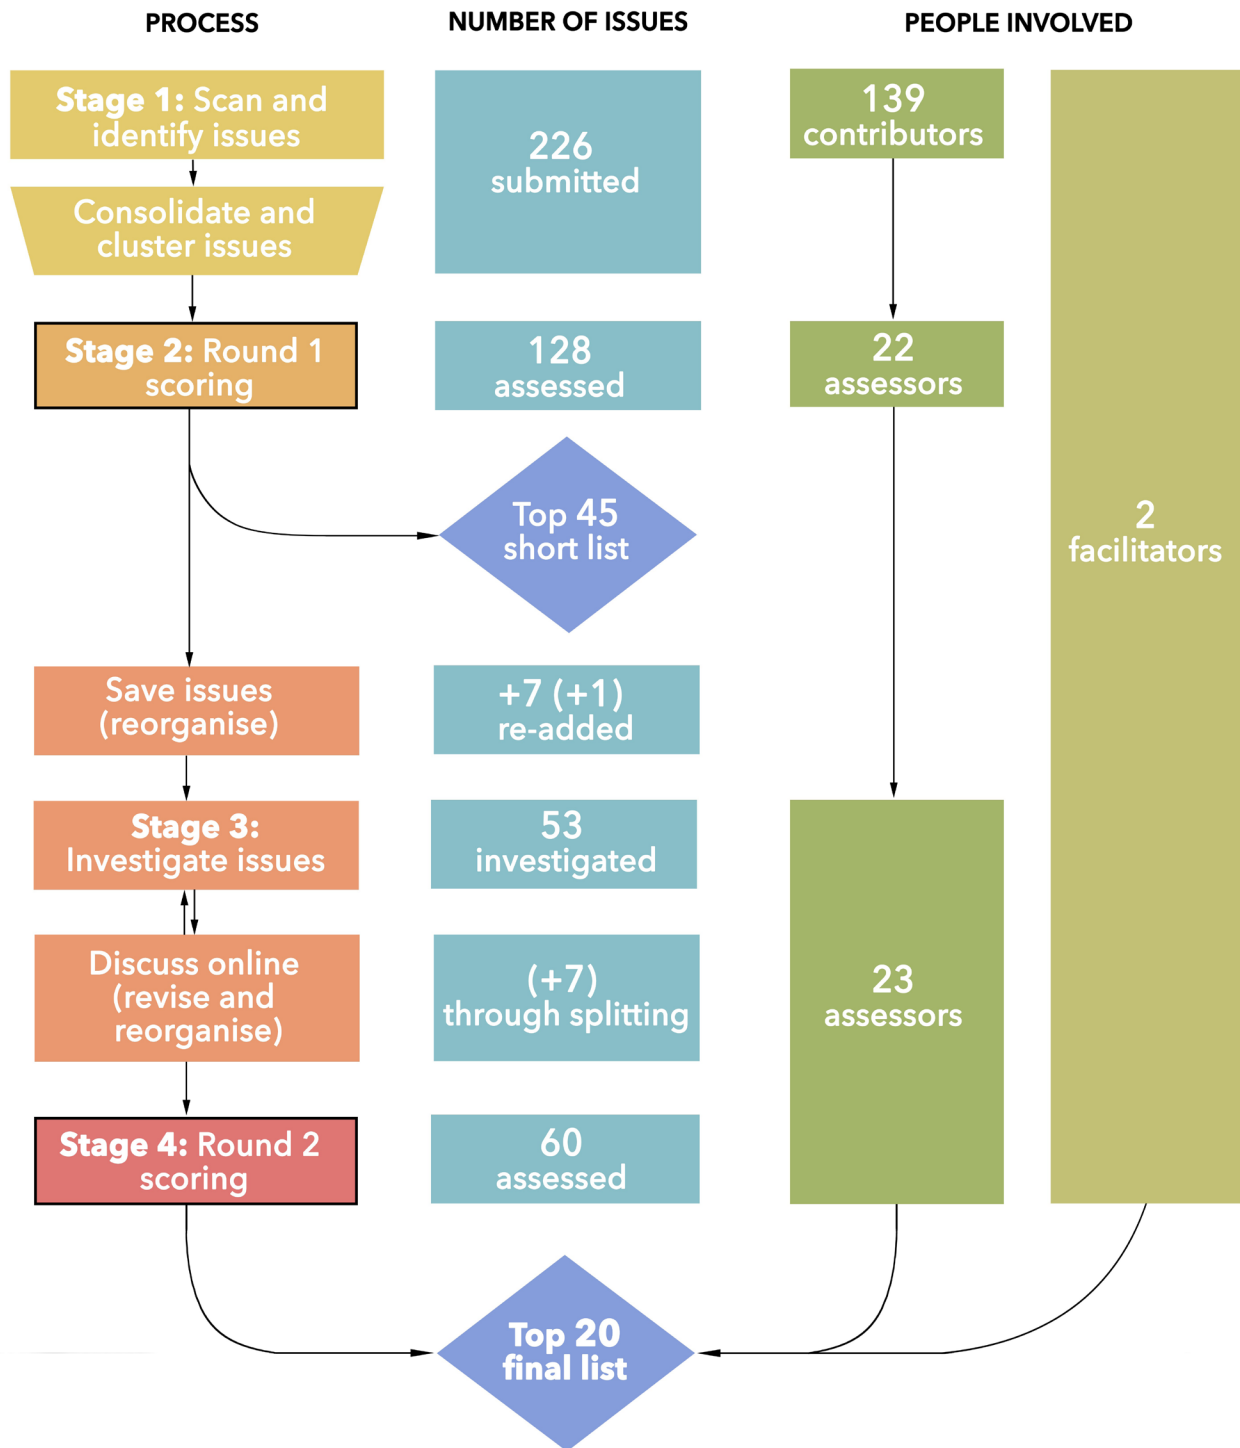 PROCESS
NUMBER OF ISSUES
PEOPLE INVOLVED
Stage 1: Scan and
identify issues
226
submitted
139
contributors
Consolidate and
cluster issues
Stage 2: Round 1
scoring
128
assessed
22
assessors
Top 45
short list
2
facilitators
Save issues
(reorganise)
+7 (+1)
re-added
Stage 3:
Investigate issues
53
investigated
Discuss online
(revise and
reorganise)
(+7)
through splitting
23
assessors
Stage 4: Round 2
scoring
60
assessed
Top 20
final list